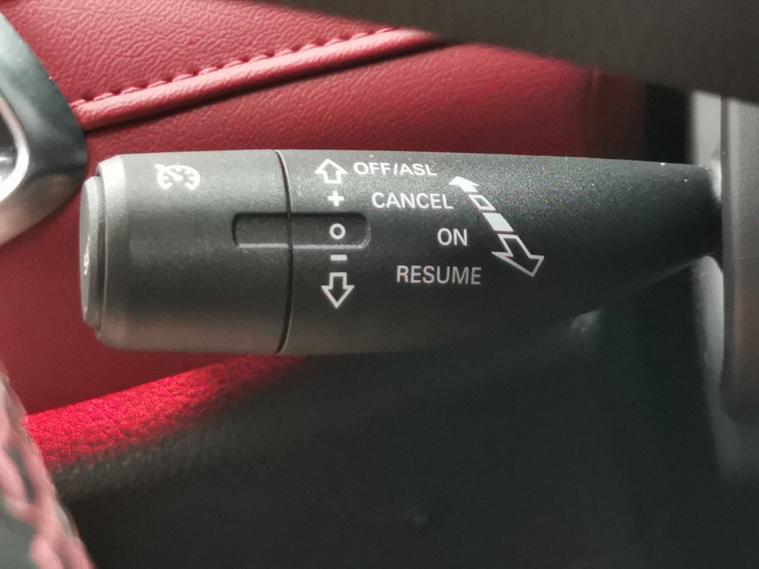 OFF/ASL
+ CANCEL
O ON
− RESUME